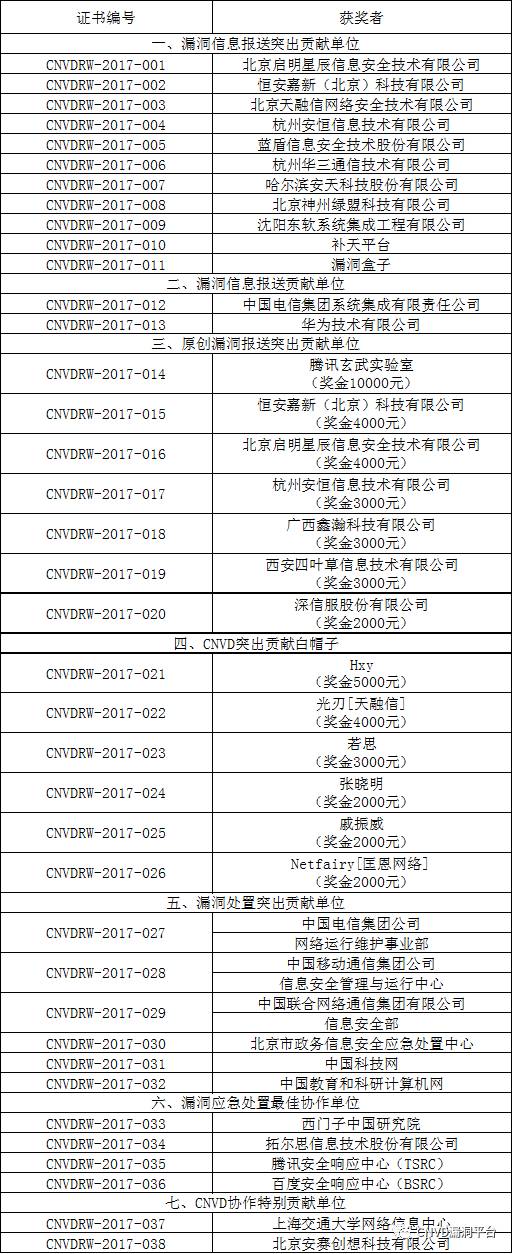 证书编号 获奖者
一、漏洞信息报送突出贡献单位
CNVDRW-2017-001 北京启明星辰信息安全技术有限公司
CNVDRW-2017-002 恒安嘉新（北京）科技有限公司
CNVDRW-2017-003 北京天融信网络安全技术有限公司
CNVDRW-2017-004 杭州安恒信息技术有限公司
CNVDRW-2017-005 蓝盾信息安全技术股份有限公司
CNVDRW-2017-006 杭州华三通信技术有限公司
CNVDRW-2017-007 哈尔滨安天科技股份有限公司
CNVDRW-2017-008 北京神州绿盟科技有限公司
CNVDRW-2017-009 沈阳东软系统集成工程有限公司
CNVDRW-2017-010 补天平台
CNVDRW-2017-011 漏洞盒子
二、漏洞信息报送贡献单位
CNVDRW-2017-012 中国电信集团系统集成有限责任公司
CNVDRW-2017-013 华为技术有限公司
三、原创漏洞报送突出贡献单位
CNVDRW-2017-014 腾讯玄武实验室
（奖金10000元）
CNVDRW-2017-015 恒安嘉新（北京）科技有限公司
（奖金4000元）
CNVDRW-2017-016 北京启明星辰信息安全技术有限公司
（奖金4000元）
CNVDRW-2017-017 杭州安恒信息技术有限公司
（奖金3000元）
CNVDRW-2017-018 广西鑫瀚科技有限公司
（奖金3000元）
CNVDRW-2017-019 西安四叶草信息技术有限公司
（奖金3000元）
CNVDRW-2017-020 深信服股份有限公司
（奖金2000元）
四、CNVD突出贡献白帽子
CNVDRW-2017-021 Hxy
（奖金5000元）
CNVDRW-2017-022 光刃[天融信]
（奖金4000元）
CNVDRW-2017-023 若思
（奖金3000元）
CNVDRW-2017-024 张晓明
（奖金2000元）
CNVDRW-2017-025 戚振威
（奖金2000元）
CNVDRW-2017-026 Netfairy[匡恩网络]
（奖金2000元）
五、漏洞处置突出贡献单位
CNVDRW-2017-027 中国电信集团公司
网络运行维护事业部
CNVDRW-2017-028 中国移动通信集团公司
信息安全管理与运行中心
CNVDRW-2017-029 中国联合网络通信集团有限公司
信息安全部
CNVDRW-2017-030 北京市政务信息安全应急处置中心
CNVDRW-2017-031 中国科技网
CNVDRW-2017-032 中国教育和科研计算机网
六、漏洞应急处置最佳协作单位
CNVDRW-2017-033 西门子中国研究院
CNVDRW-2017-034 拓尔思信息技术股份有限公司
CNVDRW-2017-035 腾讯安全响应中心（TSRC）
CNVDRW-2017-036 百度安全响应中心（BSRC）
七、CNVD协作特别贡献单位
CNVDRW-2017-037 上海交通大学网络信息中心
CNVDRW-2017-038 北京安赛创想科技有限公司
CNVD漏洞平台